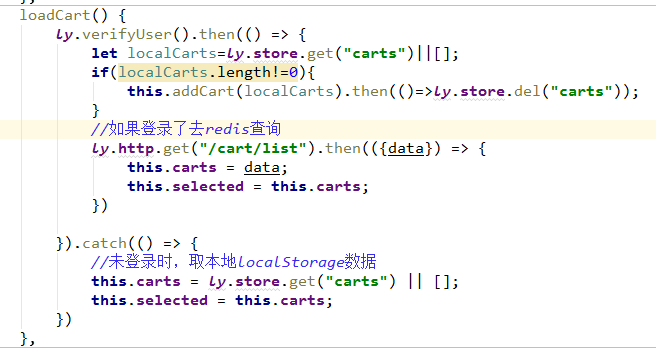 loadCart() {
ly.verifyUser().then(() => {
let localCarts=ly.store.get("carts")||[];
if(localCarts.length!=0){
this.addCart(localCarts).then(()=>ly.store.del("carts"));
}
//如果登录了去redis查询
ly.http.get("/cart/list").then(({data}) => {
this.carts = data;
this.selected = this.carts;
})
}).catch(() => {
//未登录时，取本地localStorage数据
this.carts = ly.store.get("carts") || [];
this.selected = this.carts;
})
},